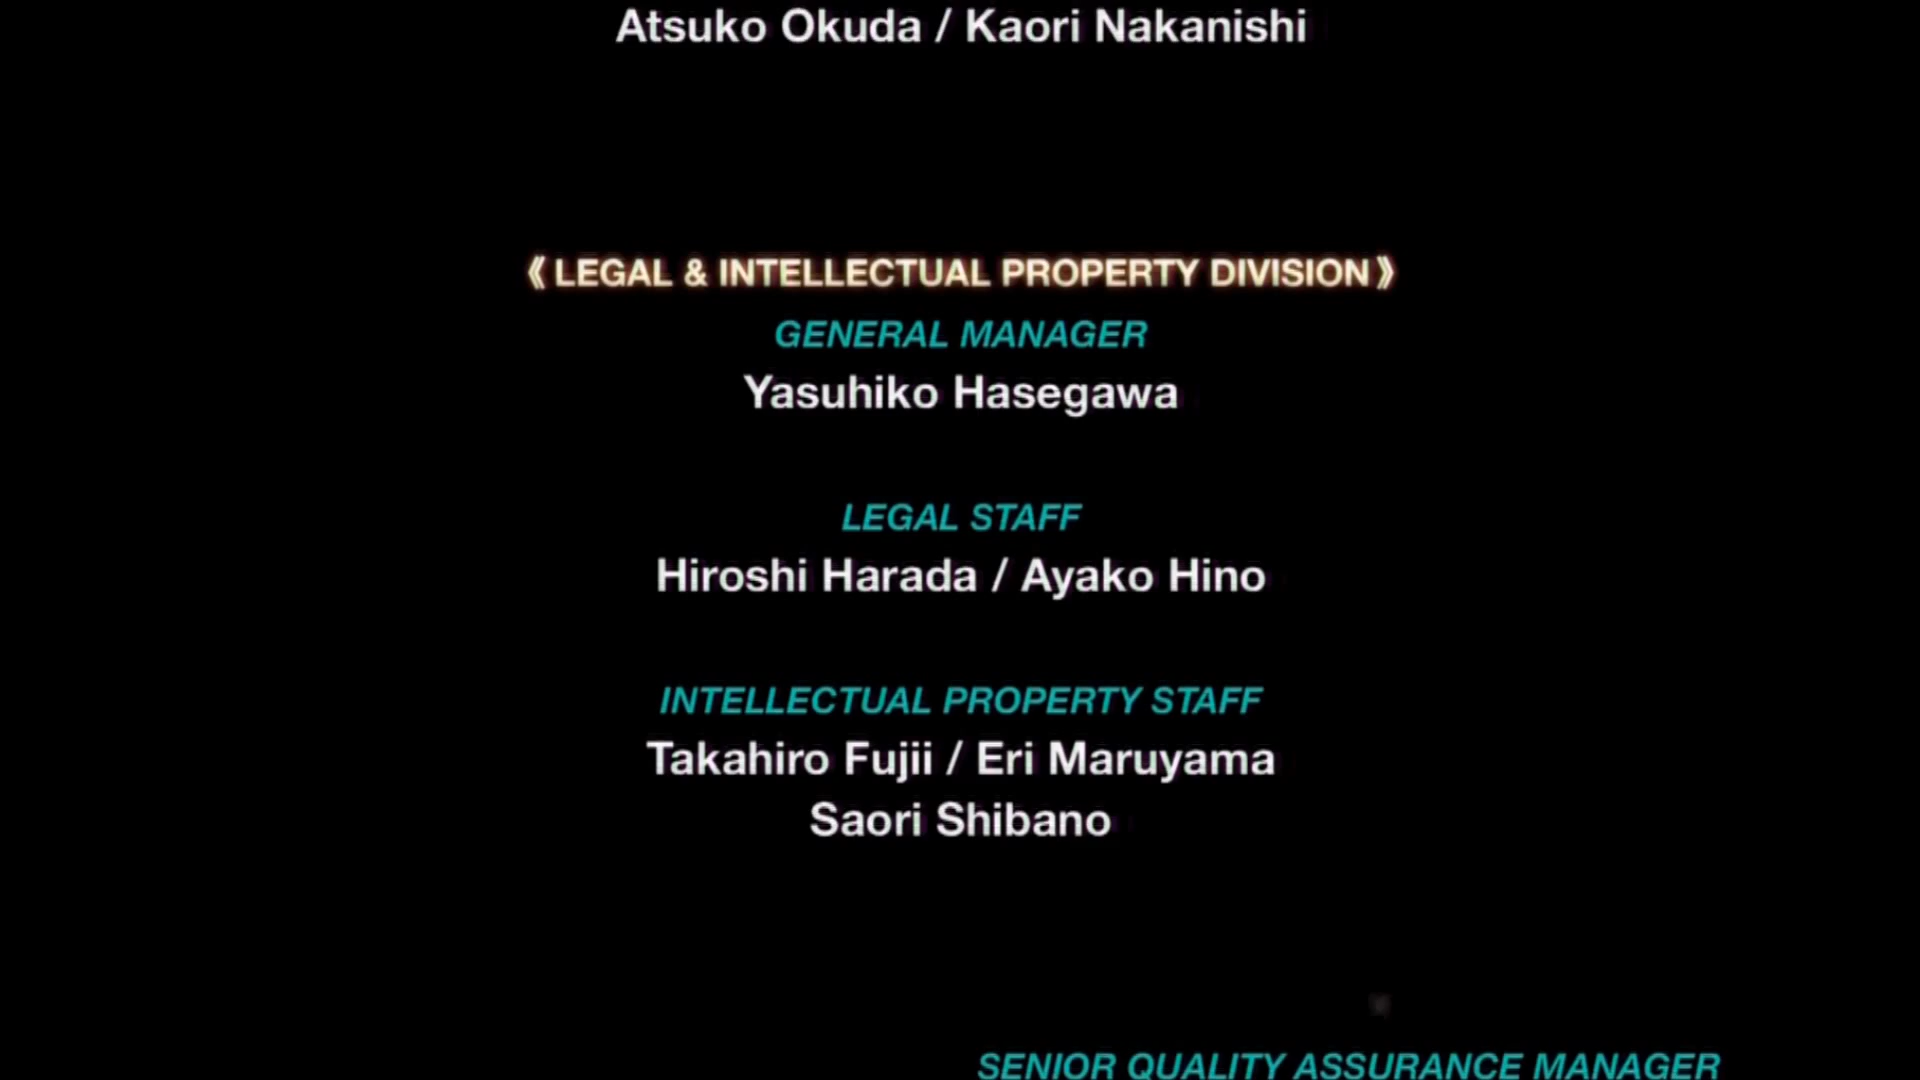 Atsuko Okuda / Kaori Nakanishi
《LEGAL & INTELLECTUAL PROPERTY DIVISION》
GENERAL MANAGER
Yasuhiko Hasegawa
LEGAL STAFF
Hiroshi Harada / Ayako Hino
INTELLECTUAL PROPERTY STAFF
Takahiro Fujii / Eri Maruyama
Saori Shibano
SENIOR QUALITY ASSURANCE MANAGER